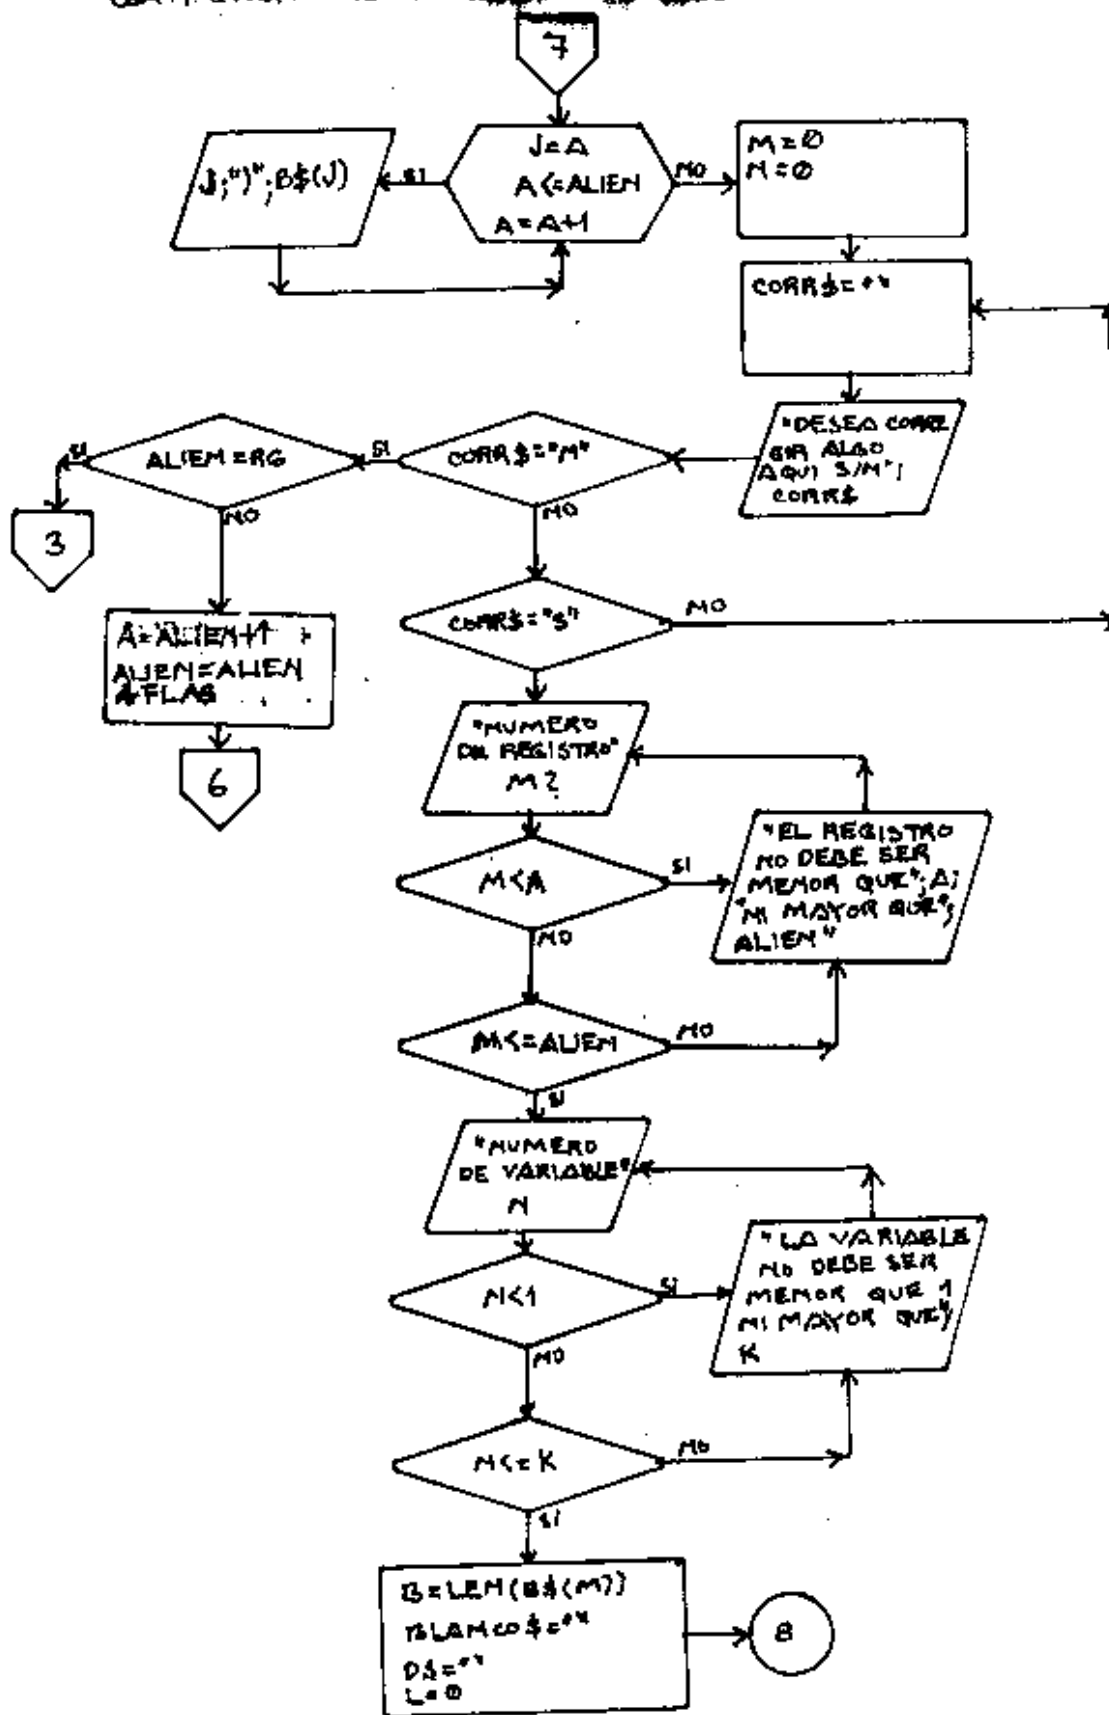 7
J=A
A<=ALIEN
A=A+1
SI
NO
J;")";B$(J)
M=0
N=0
CORR$=""
"DESEA CORRE
GIR ALGO
AQUI S/N";
CORR$
CORR$="N"
SI
NO
ALIEN=RG
SI
NO
3
A=ALIEN+1
ALIEN=ALIEN
+FLAG
6
CORR$="S"
NO
"NUMERO
DEL REGISTRO"
M?
M<A
SI
NO
"EL REGISTRO
NO DEBE SER
MENOR QUE";A;
"NI MAYOR QUE";
ALIEN"
M<=ALIEN
NO
SI
"NUMERO
DE VARIABLE"
N
N<1
SI
NO
"LA VARIABLE
NO DEBE SER
MENOR QUE 1
NI MAYOR QUE";
K
N<=K
NO
SI
B=LEN(B$(M))
BLANCO$=""
D$=""
L=0
8